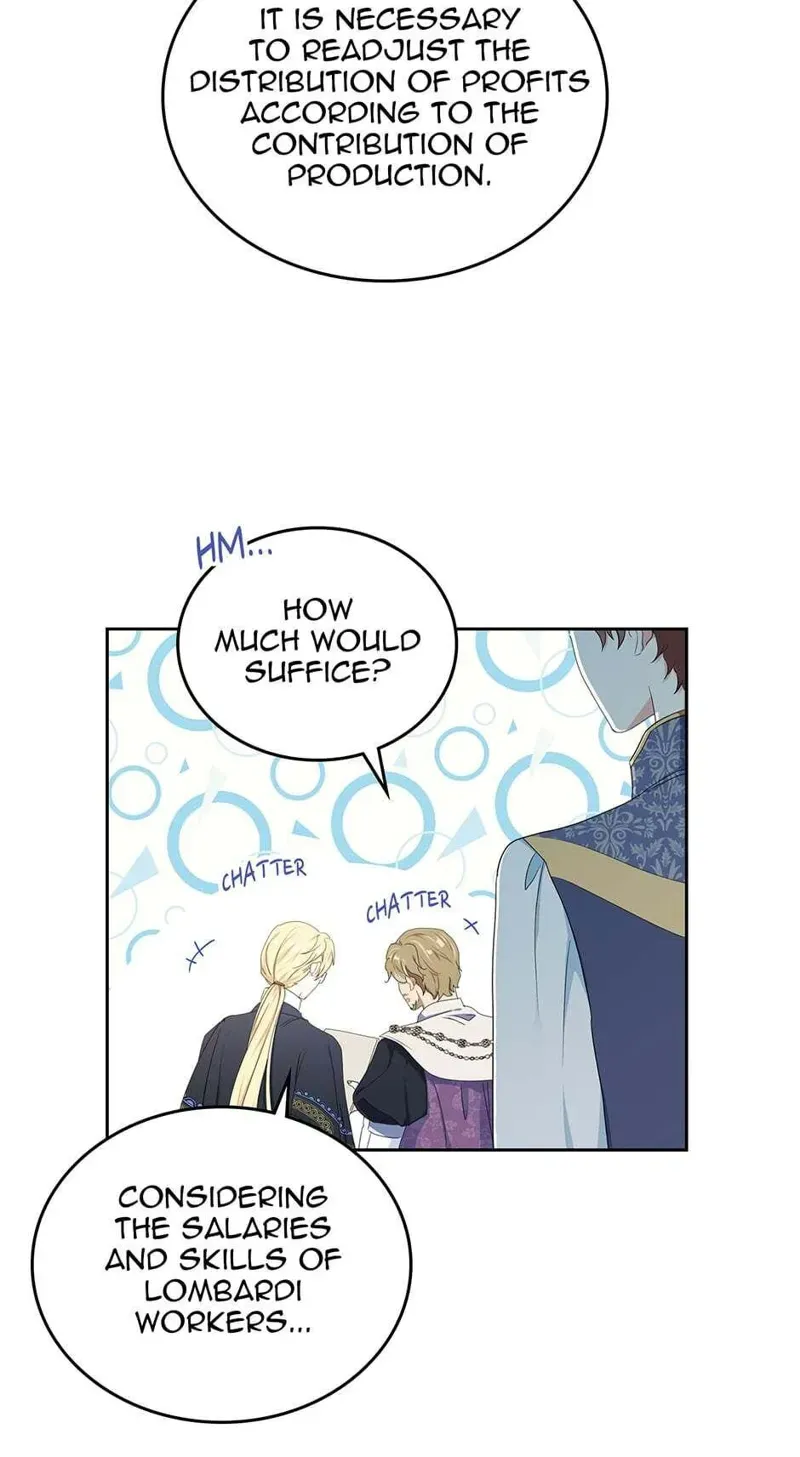 IT IS NECESSARY
TO READJUST THE
DISTRIBUTION OF PROFITS
ACCORDING TO THE
CONTRIBUTION OF
PRODUCTION.
HM...
HOW
MUCH WOULD
SUFFICE?
CHATTER
CHATTER
CONSIDERING
THE SALARIES
AND SKILLS OF
LOMBARDI
WORKERS...